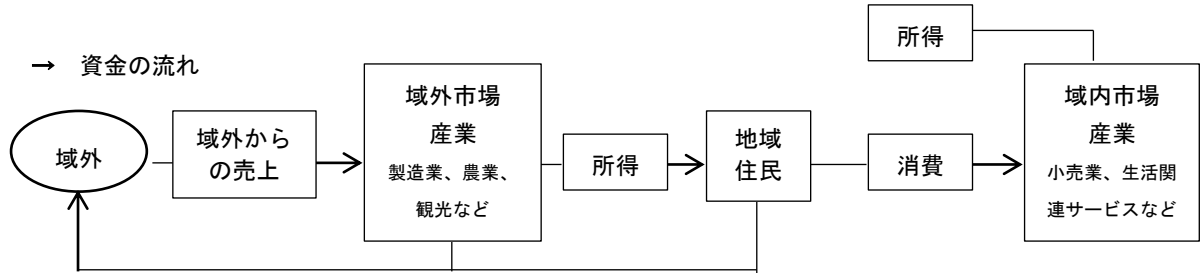 所得
→ 資金の流れ
域外
域外から
の売上
域外市場
産業
製造業、農業、
観光など
所得
地域
住民
消費
域内市場
産業
小売業、生活関
連サービスなど